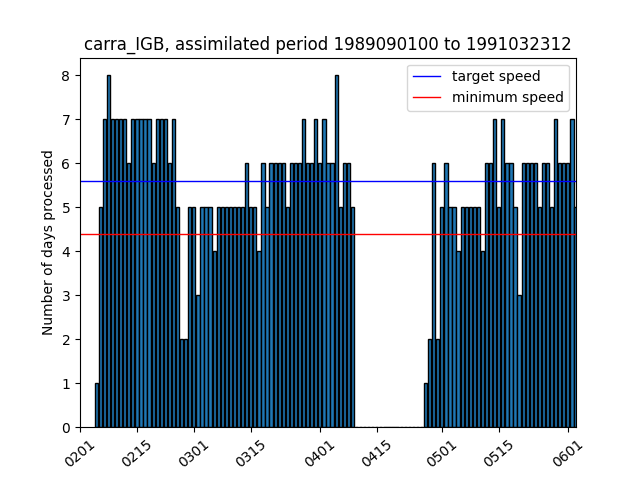 carra_IGB, assimilated period 1989090100 to 1991032312
target speed
minimum speed
Number of days processed
8
7
6
5
4
3
2
1
0
0201 0215 0301 0315 0401 0415 0501 0515 0601